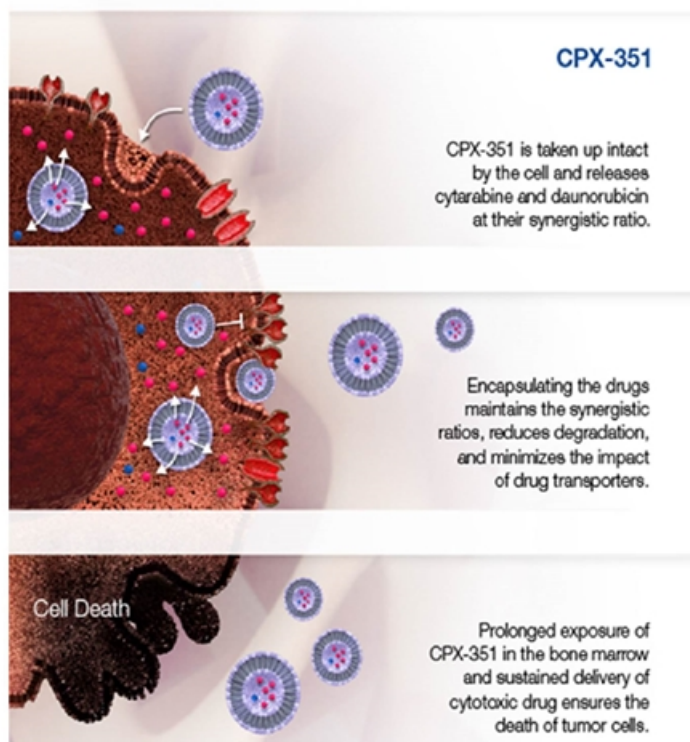 CPX-351
CPX-351 is taken up intact
by the cell and releases
cytarabine and daunorubicin
at their synergistic ratio.
Encapsulating the drugs
maintains the synergistic
ratios, reduces degradation,
and minimizes the impact
of drug transporters.
Cell Death
Prolonged exposure of
CPX-351 in the bone marrow
and sustained delivery of
cytotoxic drug ensures the
death of tumor cells.